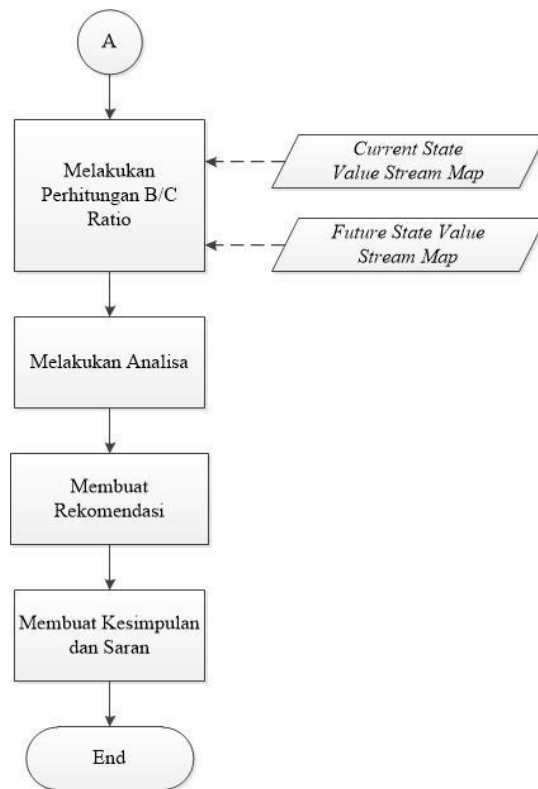 A
Melakukan
Perhitungan B/C
Ratio
Current State
Value Stream Map
Future State Value
Stream Map
Melakukan Analisa
Membuat
Rekomendasi
Membuat Kesimpulan
dan Saran
End